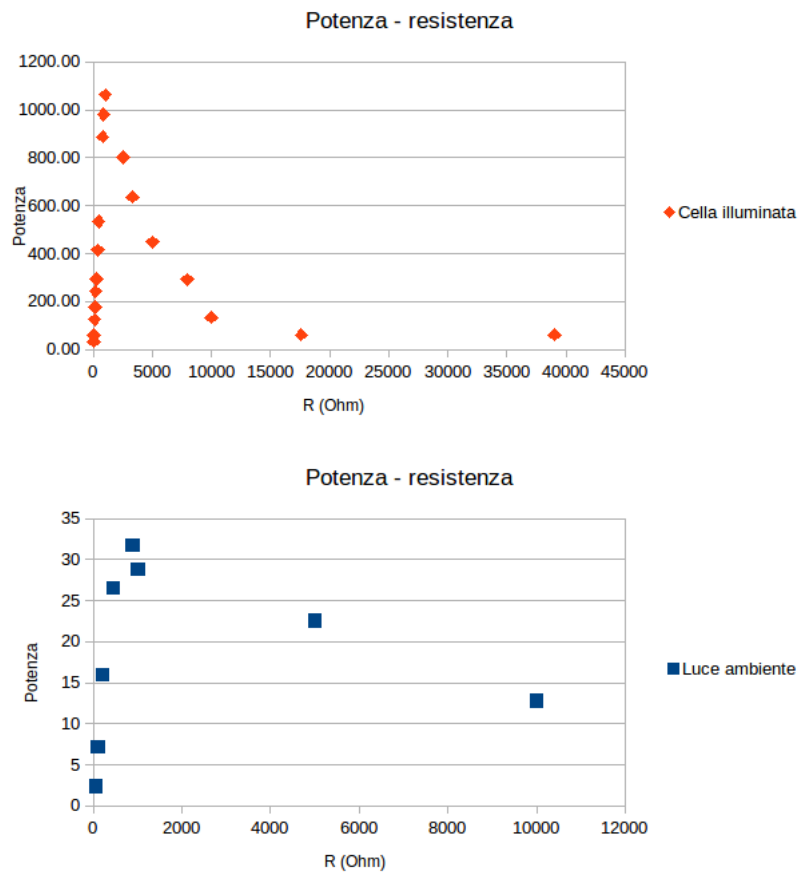 Potenza - resistenza
1200.00
1000.00
800.00
600.00
400.00
200.00
0.00
Potenza
0 5000 10000 15000 20000 25000 30000 35000 40000 45000
R (Ohm)
Cella illuminata
Potenza - resistenza
35
30
25
20
15
10
5
0
Potenza
0 2000 4000 6000 8000 10000 12000
R (Ohm)
Luce ambiente